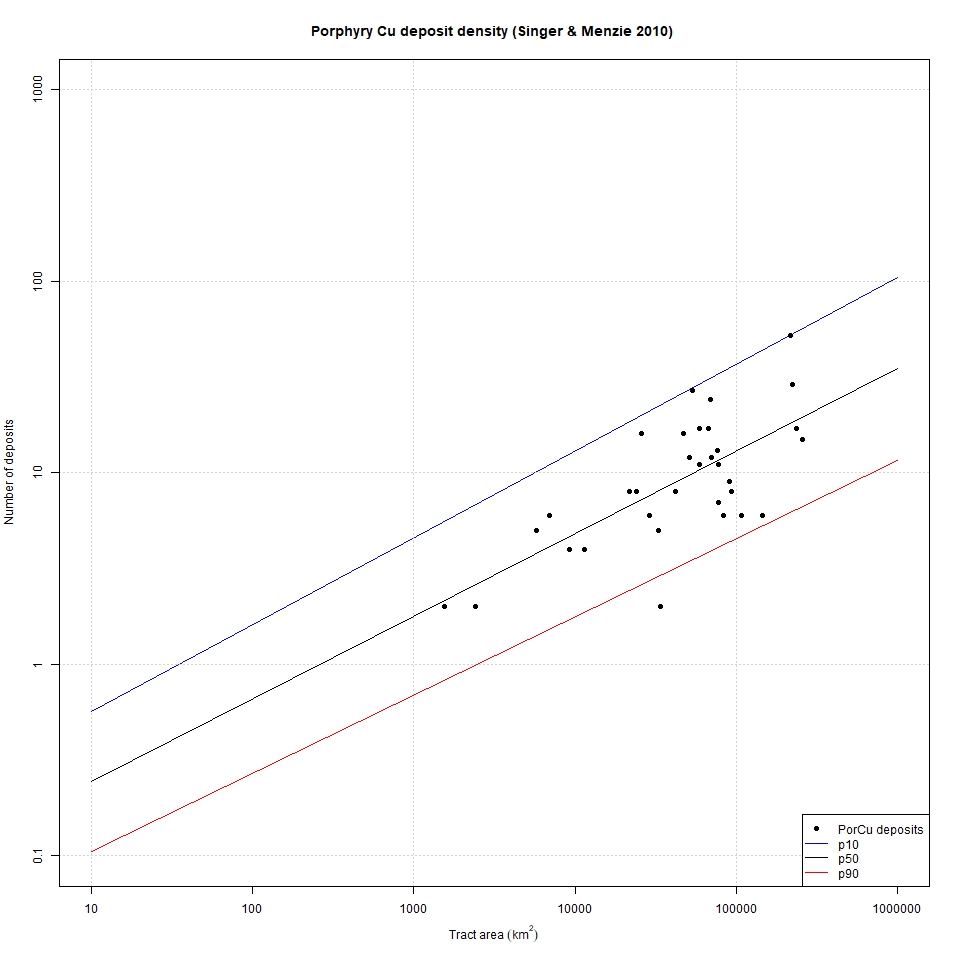 Porphyry Cu deposit density (Singer & Menzie 2010)
Number of deposits
1000
100
10
1
0.1
10
100
1000
10000
100000
1000000
Tract area (km²)
PorCu deposits
p10
p50
p90